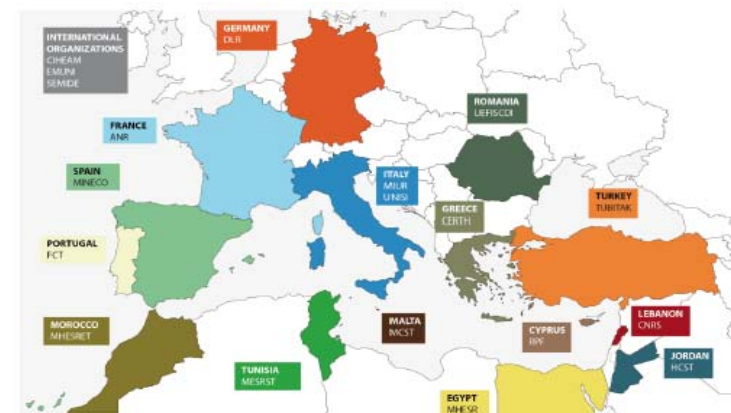 INTERNATIONAL
ORGANIZATIONS
CIHEAM
EMUNI
SEMIDE
GERMANY
DLR
ROMANIA
UEFISCDI
FRANCE
ANR
SPAIN
MINECO
ITALY
MIUR
UNISI
GREECE
CERTH
TURKEY
TUBITAK
PORTUGAL
FCT
MOROCCO
MHESRET
MALTA
MCST
CYPRUS
RPF
LEBANON
CNRS
TUNISIA
MESRST
JORDAN
HCST
EGYPT
MHESR